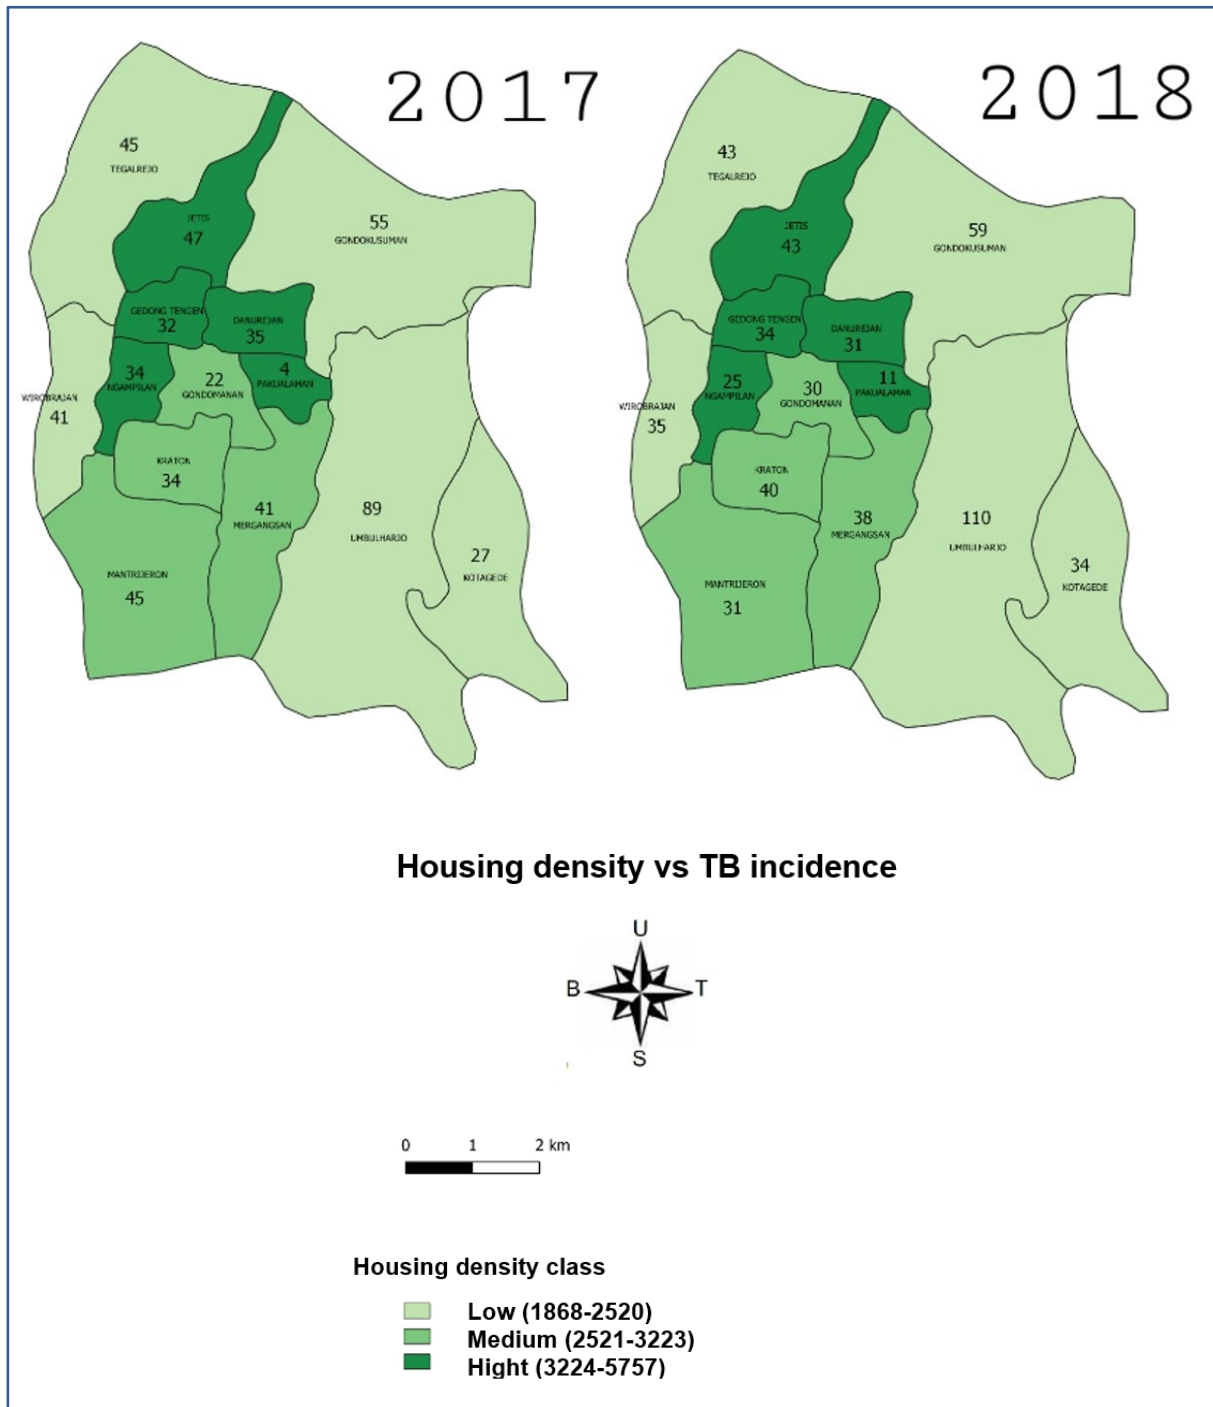 2017
45
TEGALREJO
JETIS
47
55
GONDOKUSUMAN
GEDONG TENGEN
32
DANUREJAN
35
34
NGAMPILAN
22
GONDOMANAN
4
PAKUALAMAN
WIROBRAJAN
41
KRATON
34
41
MERGANGSAN
89
UMBULHARJO
27
KOTAGEDE
MANTRIJERON
45
2018
43
TEGALREJO
JETIS
43
59
GONDOKUSUMAN
GEDONG TENGEN
34
DANUREJAN
31
25
NGAMPILAN
30
GONDOMANAN
11
PAKUALAMAN
WIROBRAJAN
35
KRATON
40
38
MERGANGSAN
110
UMBULHARJO
34
KOTAGEDE
MANTRIJERON
31
Housing density vs TB incidence
U
B T
S
0 1 2 km
Housing density class
Low (1868-2520)
Medium (2521-3223)
Hight (3224-5757)